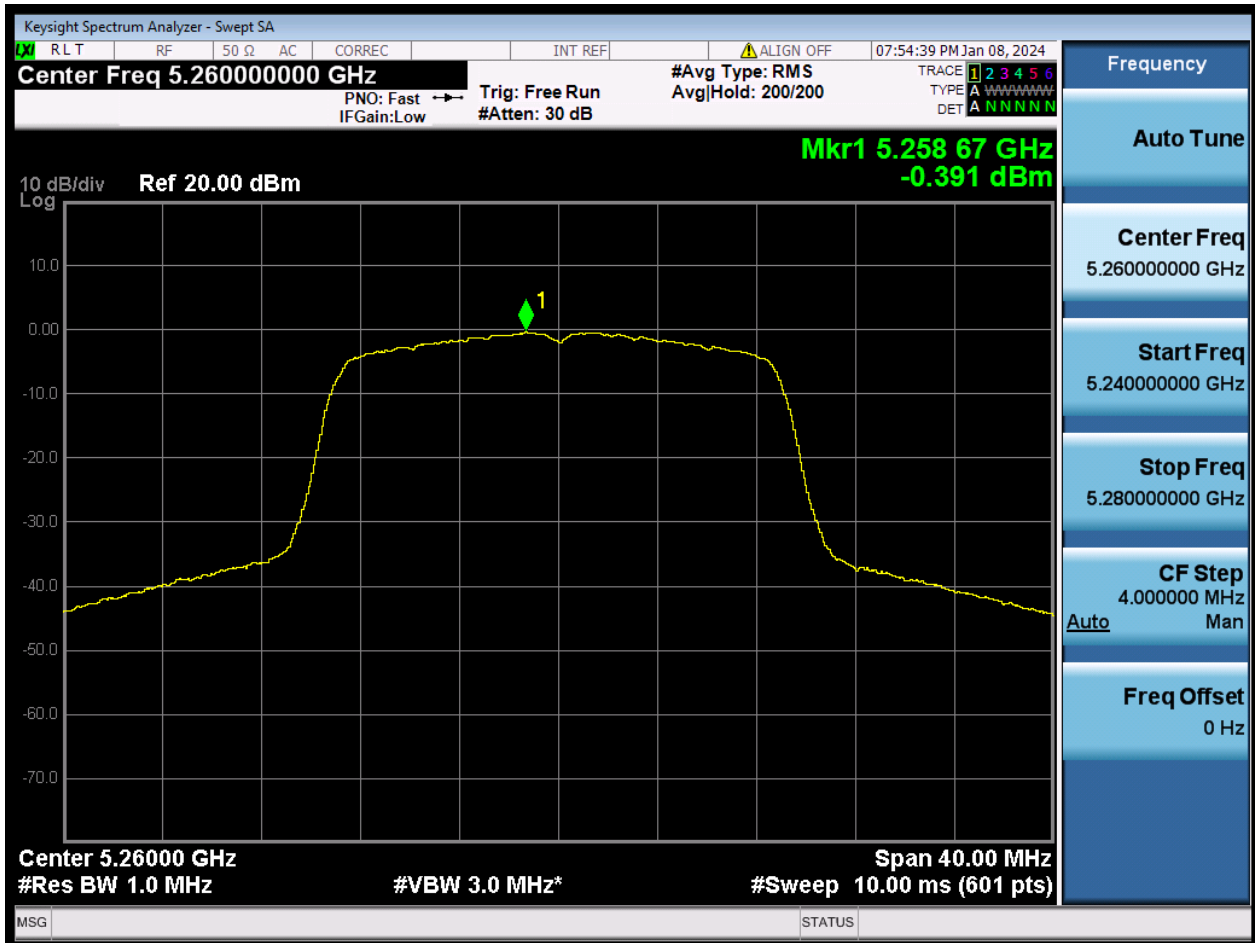 Keysight Spectrum Analyzer - Swept SA
LXI RLT RF 50 Ω AC CORREC INT REF ALIGN OFF 07:54:39 PM Jan 08, 2024
Center Freq 5.260000000 GHz
PNO: Fast
IFGain:Low
Trig: Free Run
#Atten: 30 dB
#Avg Type: RMS
Avg|Hold: 200/200
TRACE 1 2 3 4 5 6
TYPE A WWWWW
DET A N N N N N
Mkr1 5.258 67 GHz
-0.391 dBm
10 dB/div Ref 20.00 dBm
Log
1
10.0
0.00
-10.0
-20.0
-30.0
-40.0
-50.0
-60.0
-70.0
Center 5.26000 GHz Span 40.00 MHz
#Res BW 1.0 MHz #VBW 3.0 MHz* #Sweep 10.00 ms (601 pts)
MSG STATUS
Frequency
Auto Tune
Center Freq
5.260000000 GHz
Start Freq
5.240000000 GHz
Stop Freq
5.280000000 GHz
CF Step
4.000000 MHz
Auto Man
Freq Offset
0 Hz